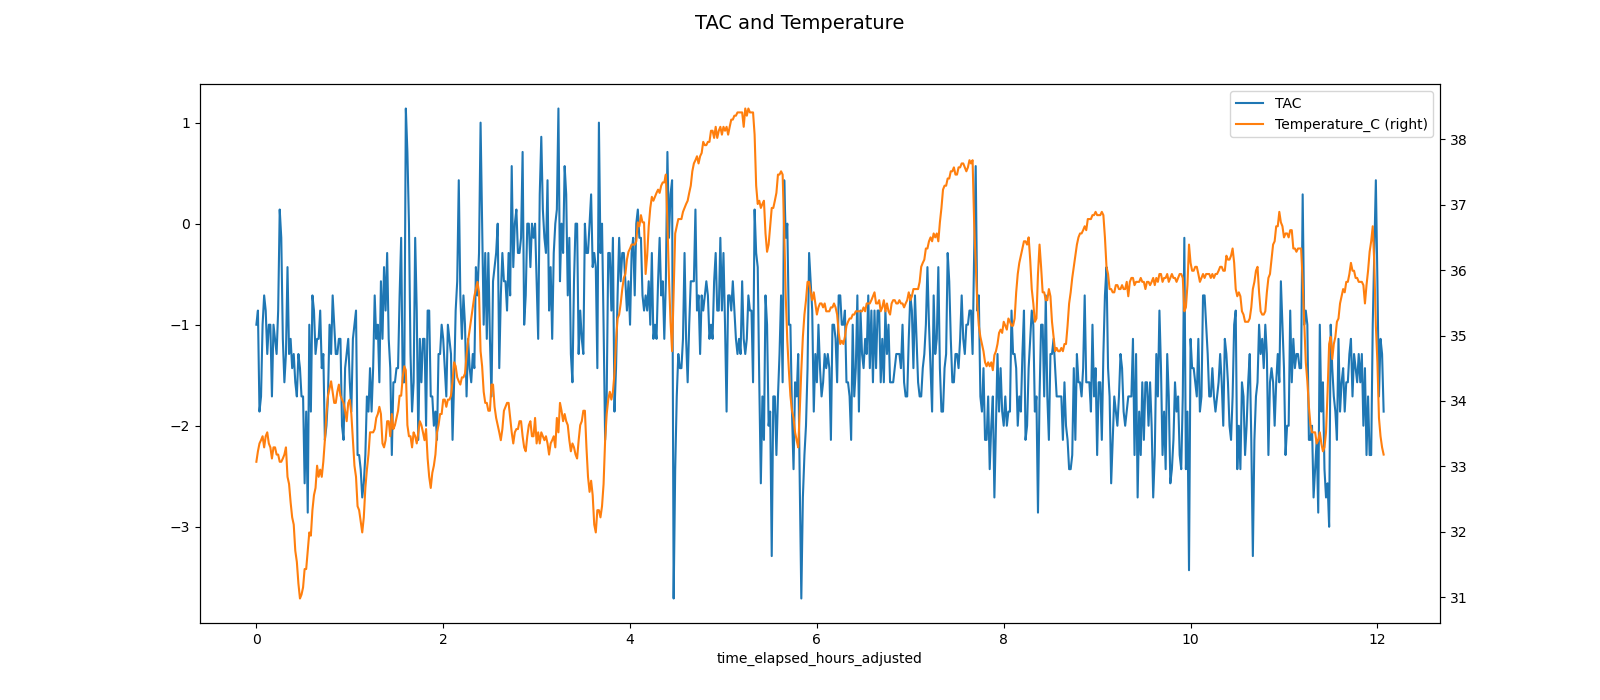 TAC and Temperature
TAC
Temperature_C (right)
1
0
−1
−2
−3
38
37
36
35
34
33
32
31
0 2 4 6 8 10 12
time_elapsed_hours_adjusted